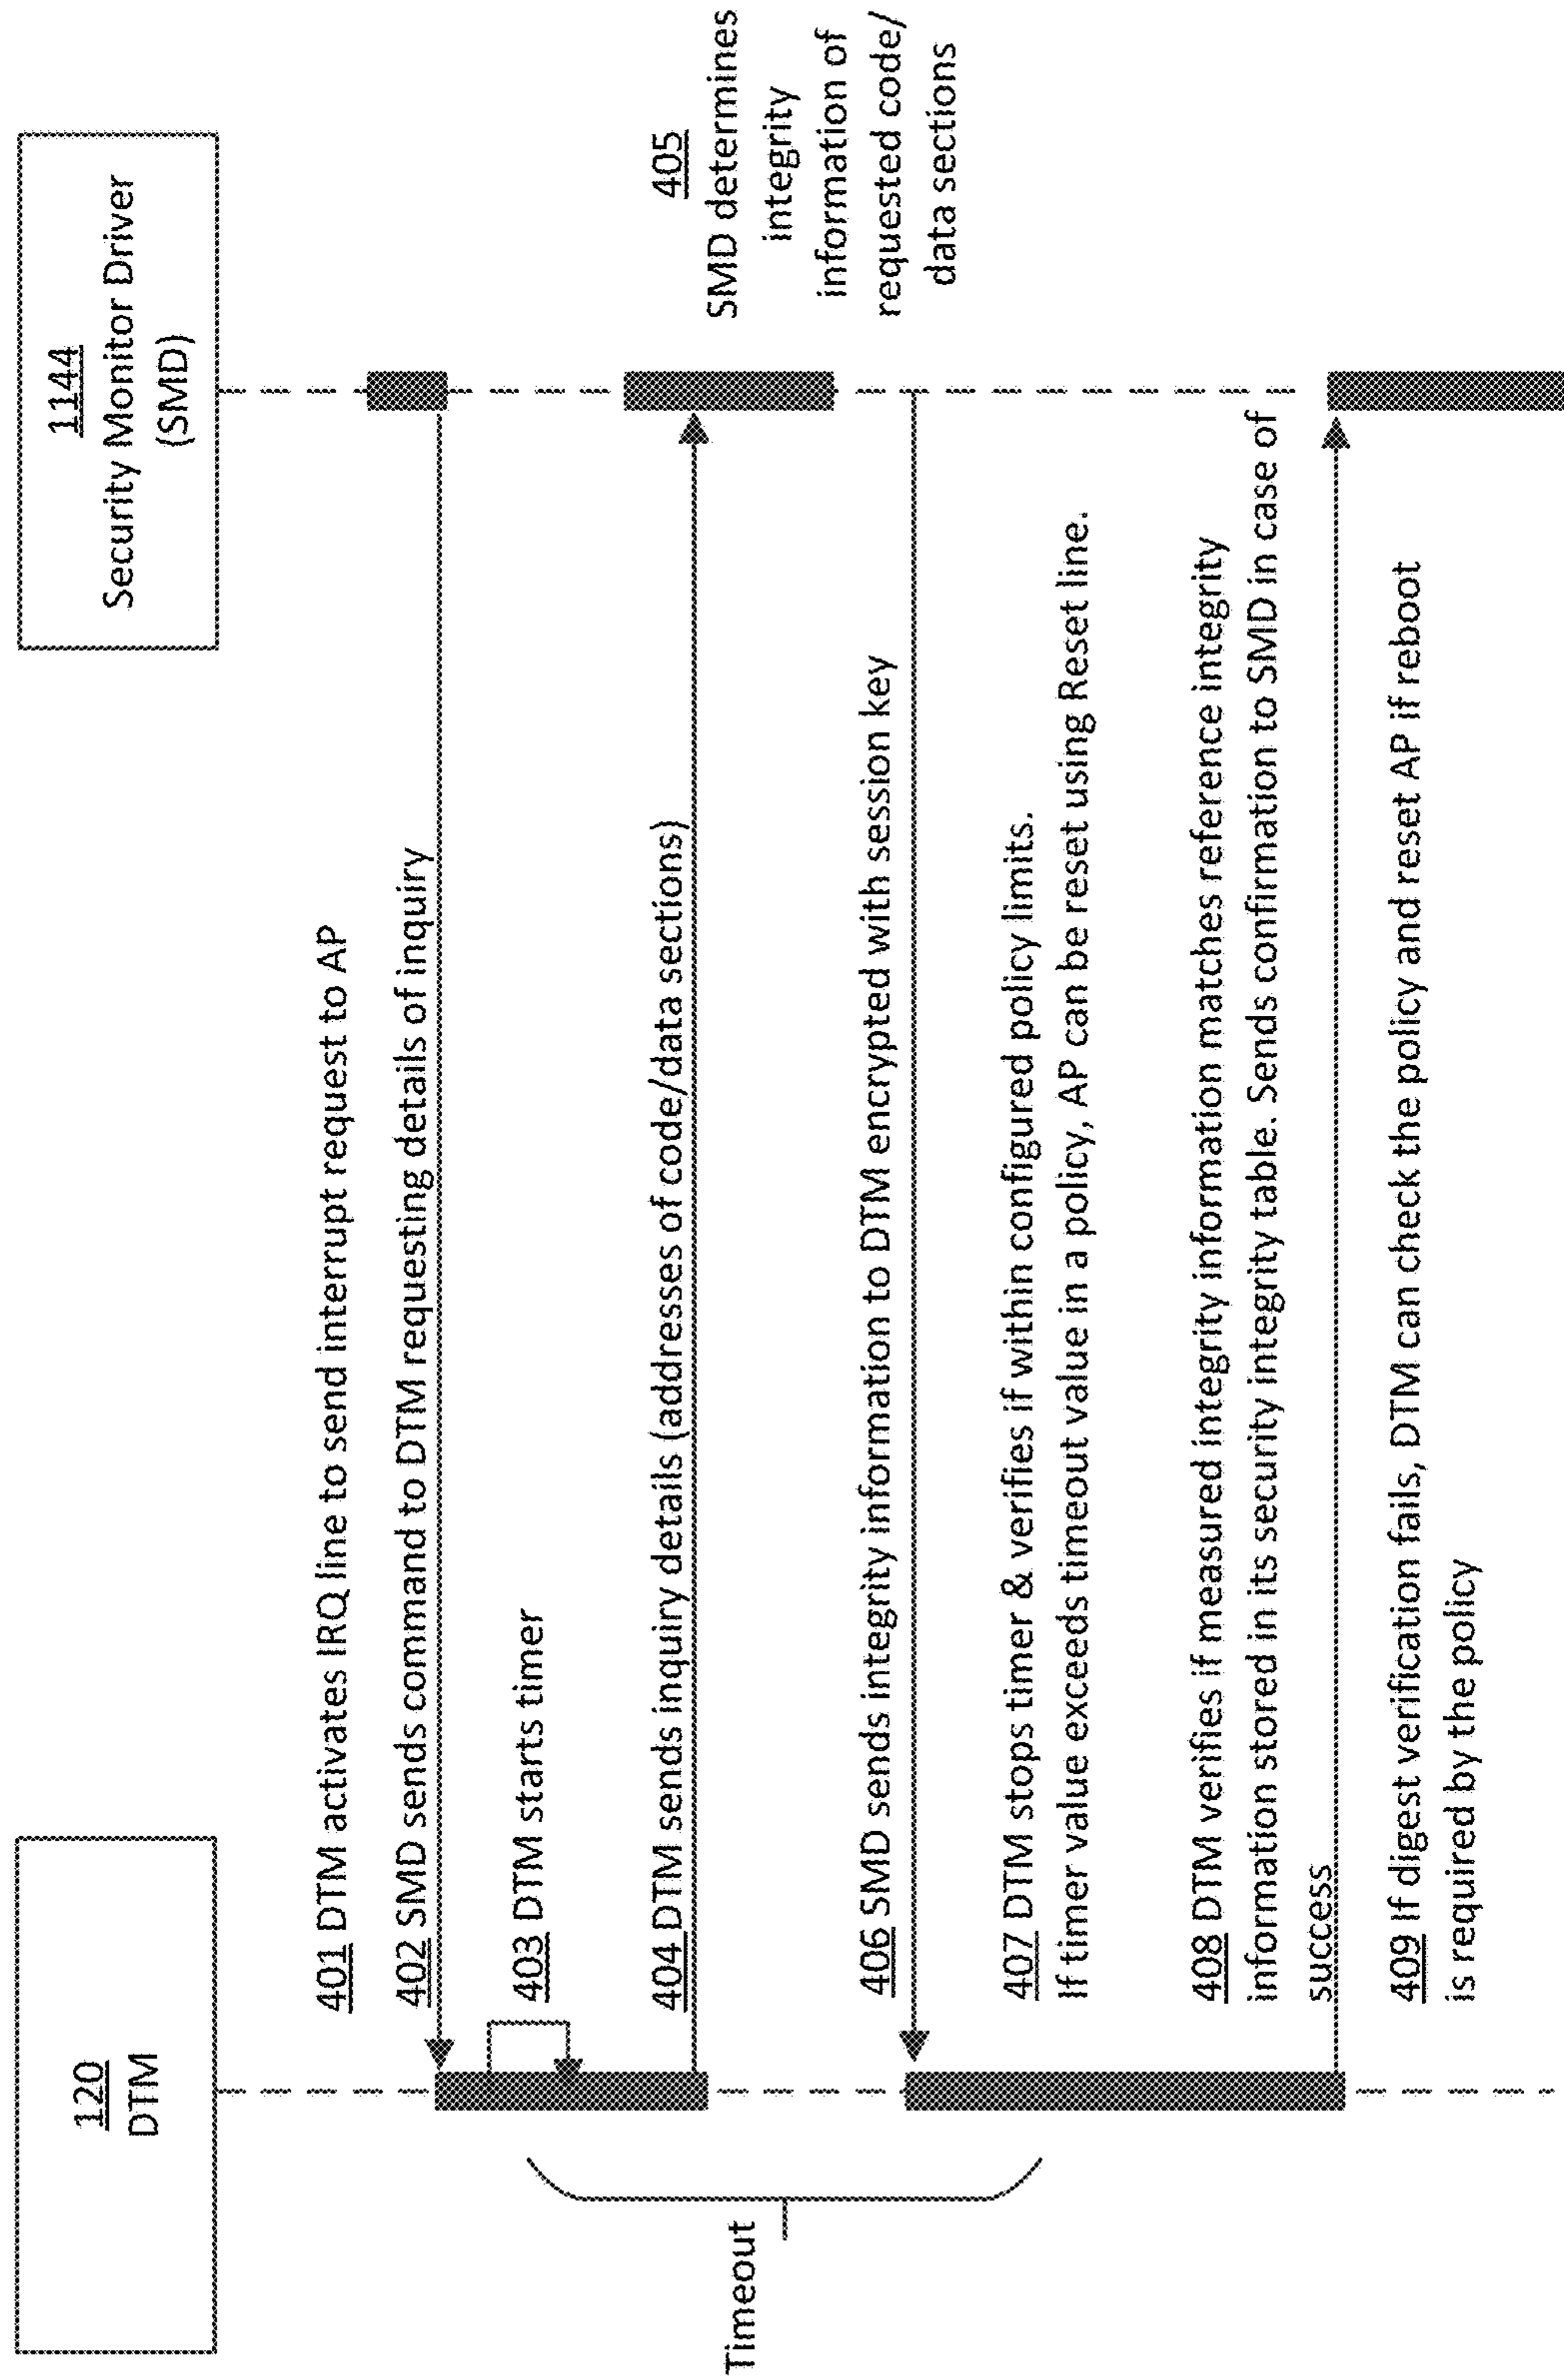 120
DTM
1144
Security Monitor Driver
(SMD)
401 DTM activates IRQ line to send interrupt request to AP
402 SMD sends command to DTM requesting details of inquiry
403 DTM starts timer
404 DTM sends inquiry details (addresses of code/data sections)
405
SMD determines
integrity
information of
requested code/
data sections
Timeout
406 SMD sends integrity information to DTM encrypted with session key
407 DTM stops timer & verifies if within configured policy limits.
If timer value exceeds timeout value in a policy, AP can be reset using Reset line.
408 DTM verifies if measured integrity information matches reference integrity
information stored in its security integrity table. Sends confirmation to SMD in case of
success
409 If digest verification fails, DTM can check the policy and reset AP if reboot
is required by the policy